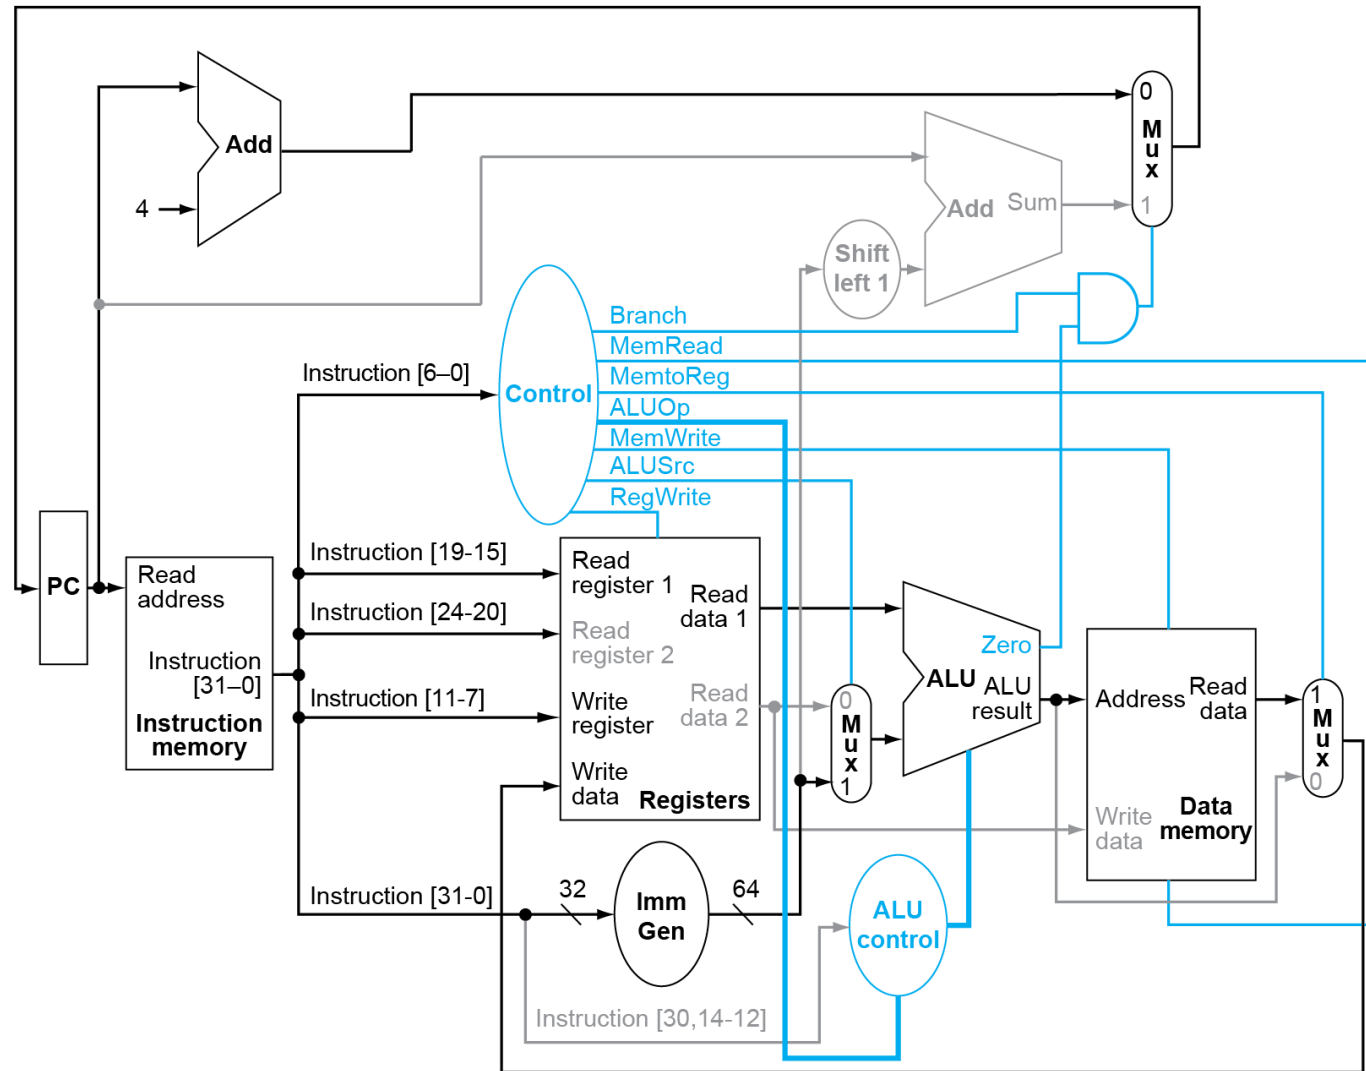 0
M
u
x
1
Add
4
Add Sum
Shift
left 1
Branch
MemRead
MemtoReg
ALUOp
MemWrite
ALUSrc
RegWrite
Control
Instruction [6–0]
Instruction [19-15]
Instruction [24-20]
Instruction [11-7]
Instruction [31-0]
PC
Read
address
Instruction
[31–0]
Instruction
memory
Read
register 1
Read
register 2
Write
register
Write
data
Read
data 1
Read
data 2
Registers
0
M
u
x
1
Zero
ALU
ALU
result
Address
Read
data
Write
data
Data
memory
1
M
u
x
0
32
Imm
Gen
64
ALU
control
Instruction [30,14-12]